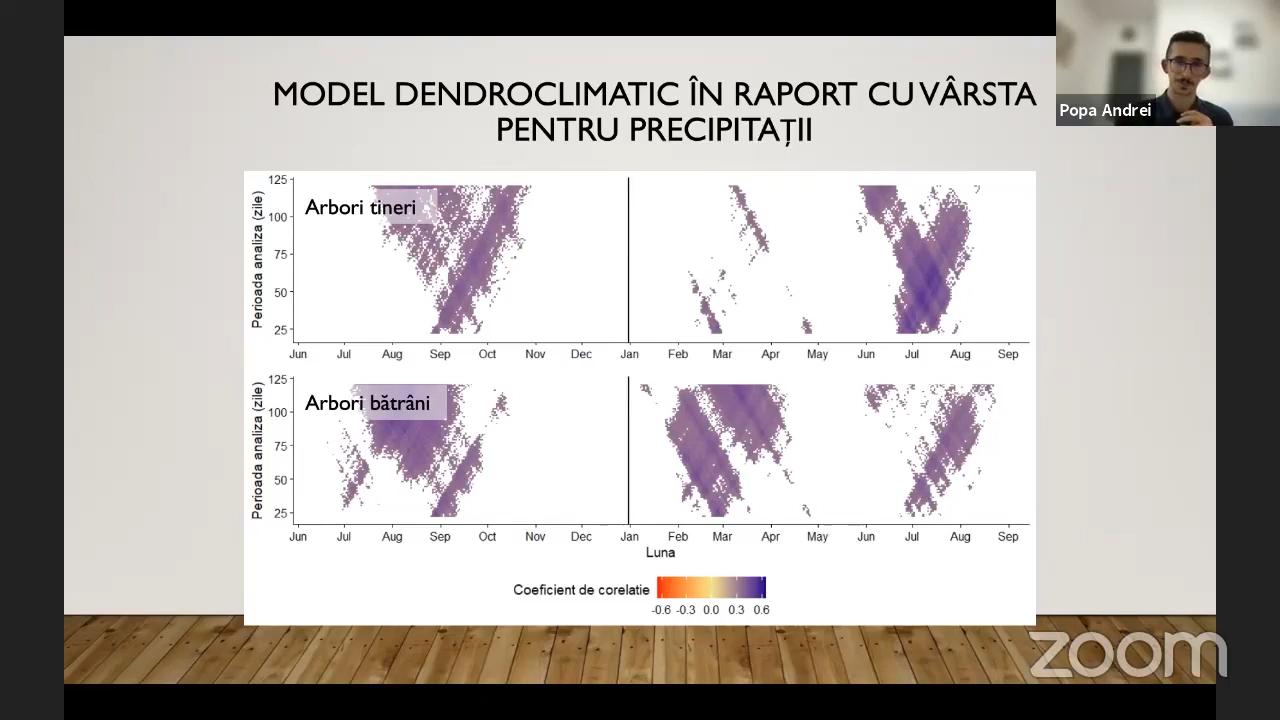 MODEL DENDROCLIMATIC ÎN RAPORT CU VÂRSTA
PENTRU PRECIPITAȚII
Popa Andrei
125
100
75
50
25
Perioada analiza (zile)
Arbori tineri
Jun Jul Aug Sep Oct Nov Dec Jan Feb Mar Apr May Jun Jul Aug Sep
125
100
75
50
25
Perioada analiza (zile)
Arbori bătrâni
Jun Jul Aug Sep Oct Nov Dec Jan Feb Mar Apr May Jun Jul Aug Sep
Luna
Coeficient de corelatie
-0.6 -0.3 0.0 0.3 0.6
zoom